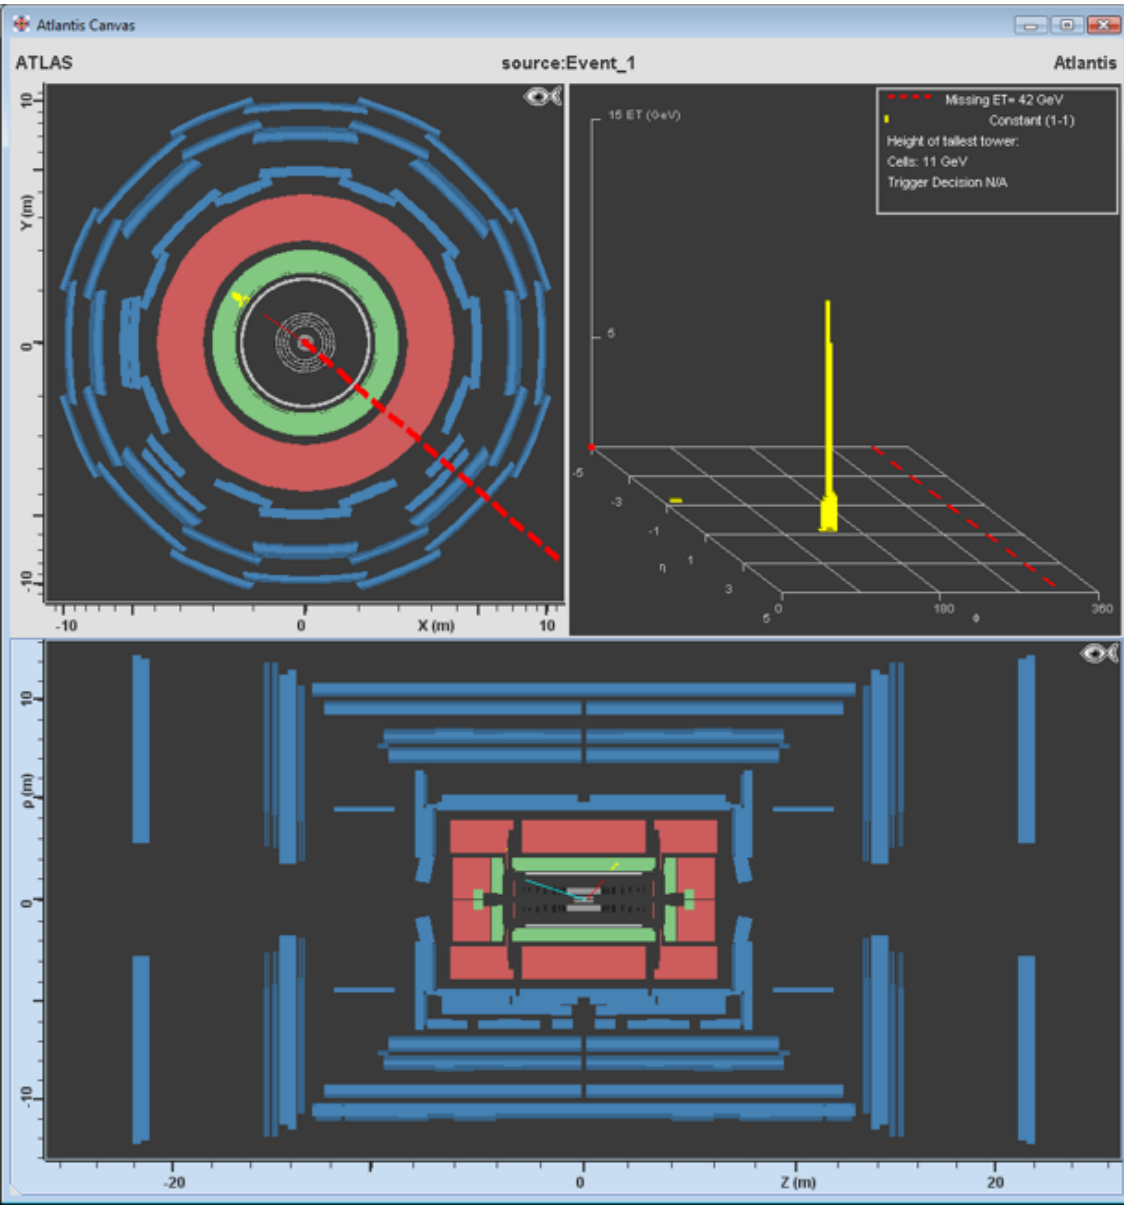 Atlantis Canvas
ATLAS
source:Event_1
Atlantis
10
Y (m)
0
-10
-10
0
X (m)
10
15 ET (GeV)
Missing ET= 42 GeV
Constant (1-1)
Height of tallest tower:
Cells: 11 GeV
Trigger Decision N/A
5
-5
-3
-1
η
1
3
5
0
180
Φ
360
10
ρ (m)
0
-10
-20
0
Z (m)
20